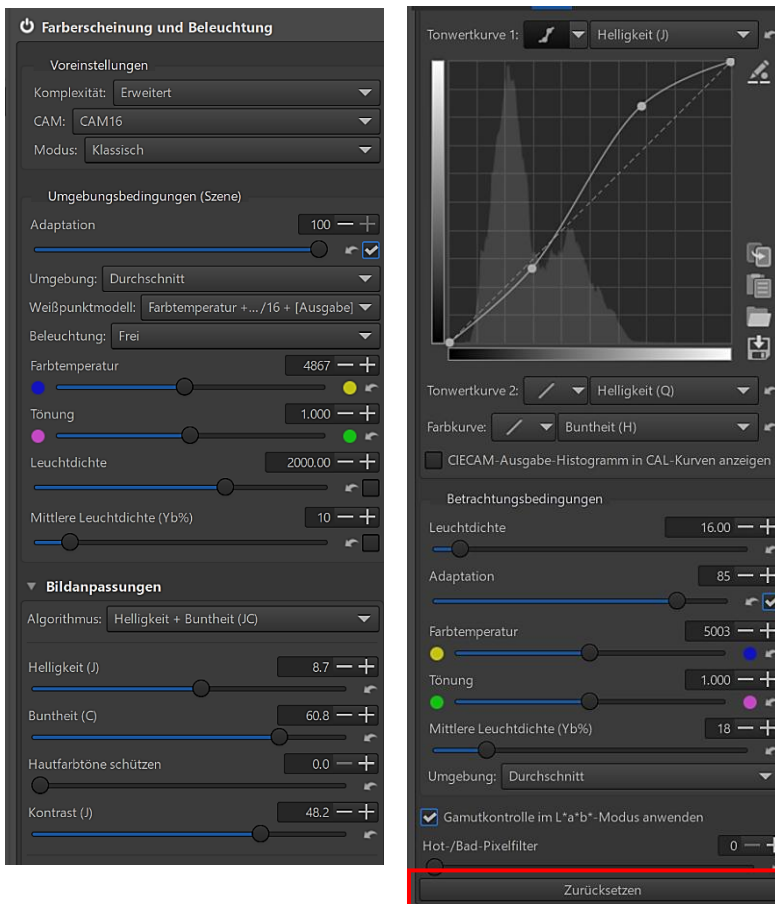 Farberscheinung und Beleuchtung
Voreinstellungen
Komplexität: Erweitert
CAM: CAM16
Modus: Klassisch
Umgebungsbedingungen (Szene)
Adaptation 100
Umgebung: Durchschnitt
Weißpunktmodell: Farbtemperatur +.../16 + [Ausgabe]
Beleuchtung: Frei
Farbtemperatur 4867
Tönung 1.000
Leuchtdichte 2000.00
Mittlere Leuchtdichte (Yb%) 10
Bildanpassungen
Algorithmus: Helligkeit + Buntheit (JC)
Helligkeit (J) 8.7
Buntheit (C) 60.8
Hautfarbtöne schützen 0.0
Kontrast (J) 48.2
Tonwertkurve 1: Helligkeit (J)
Tonwertkurve 2: Helligkeit (Q)
Farbkurve: Buntheit (H)
CIECAM-Ausgabe-Histogramm in CAL-Kurven anzeigen
Betrachtungsbedingungen
Leuchtdichte 16.00
Adaptation 85
Farbtemperatur 5003
Tönung 1.000
Mittlere Leuchtdichte (Yb%) 18
Umgebung: Durchschnitt
Gamutkontrolle im L*a*b*-Modus anwenden
Hot-/Bad-Pixelfilter 0
Zurücksetzen